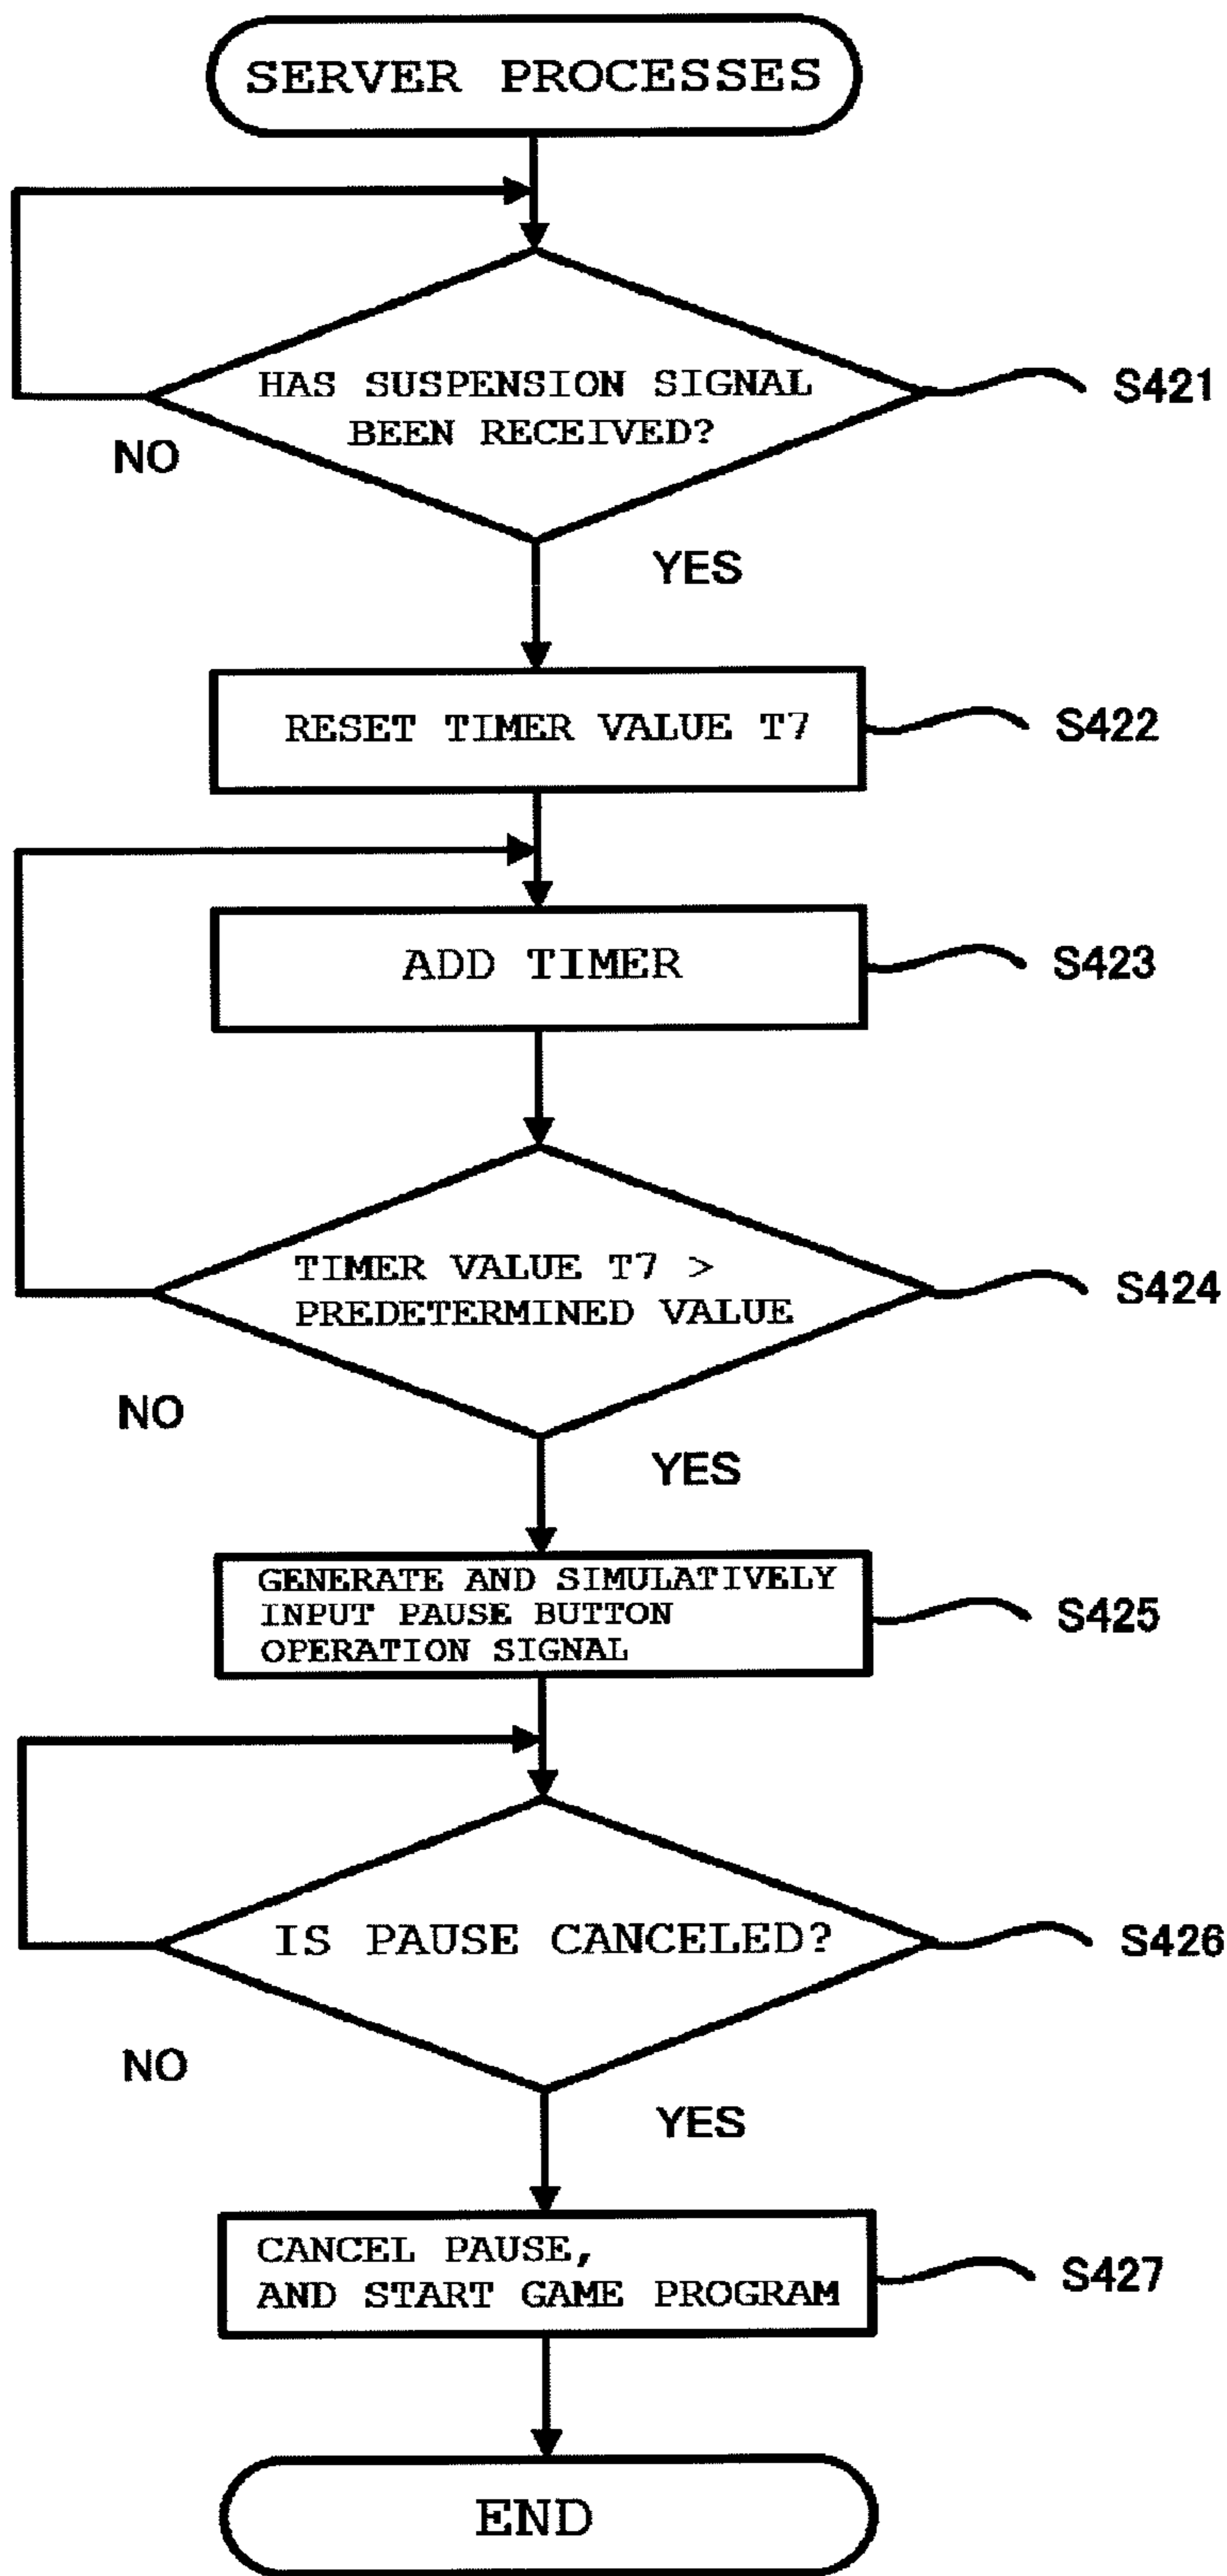 SERVER PROCESSES
HAS SUSPENSION SIGNAL
BEEN RECEIVED?
S421
NO
YES
RESET TIMER VALUE T7
S422
ADD TIMER
S423
TIMER VALUE T7 >
PREDETERMINED VALUE
S424
NO
YES
GENERATE AND SIMULATIVELY
INPUT PAUSE BUTTON
OPERATION SIGNAL
S425
IS PAUSE CANCELED?
S426
NO
YES
CANCEL PAUSE,
AND START GAME PROGRAM
S427
END